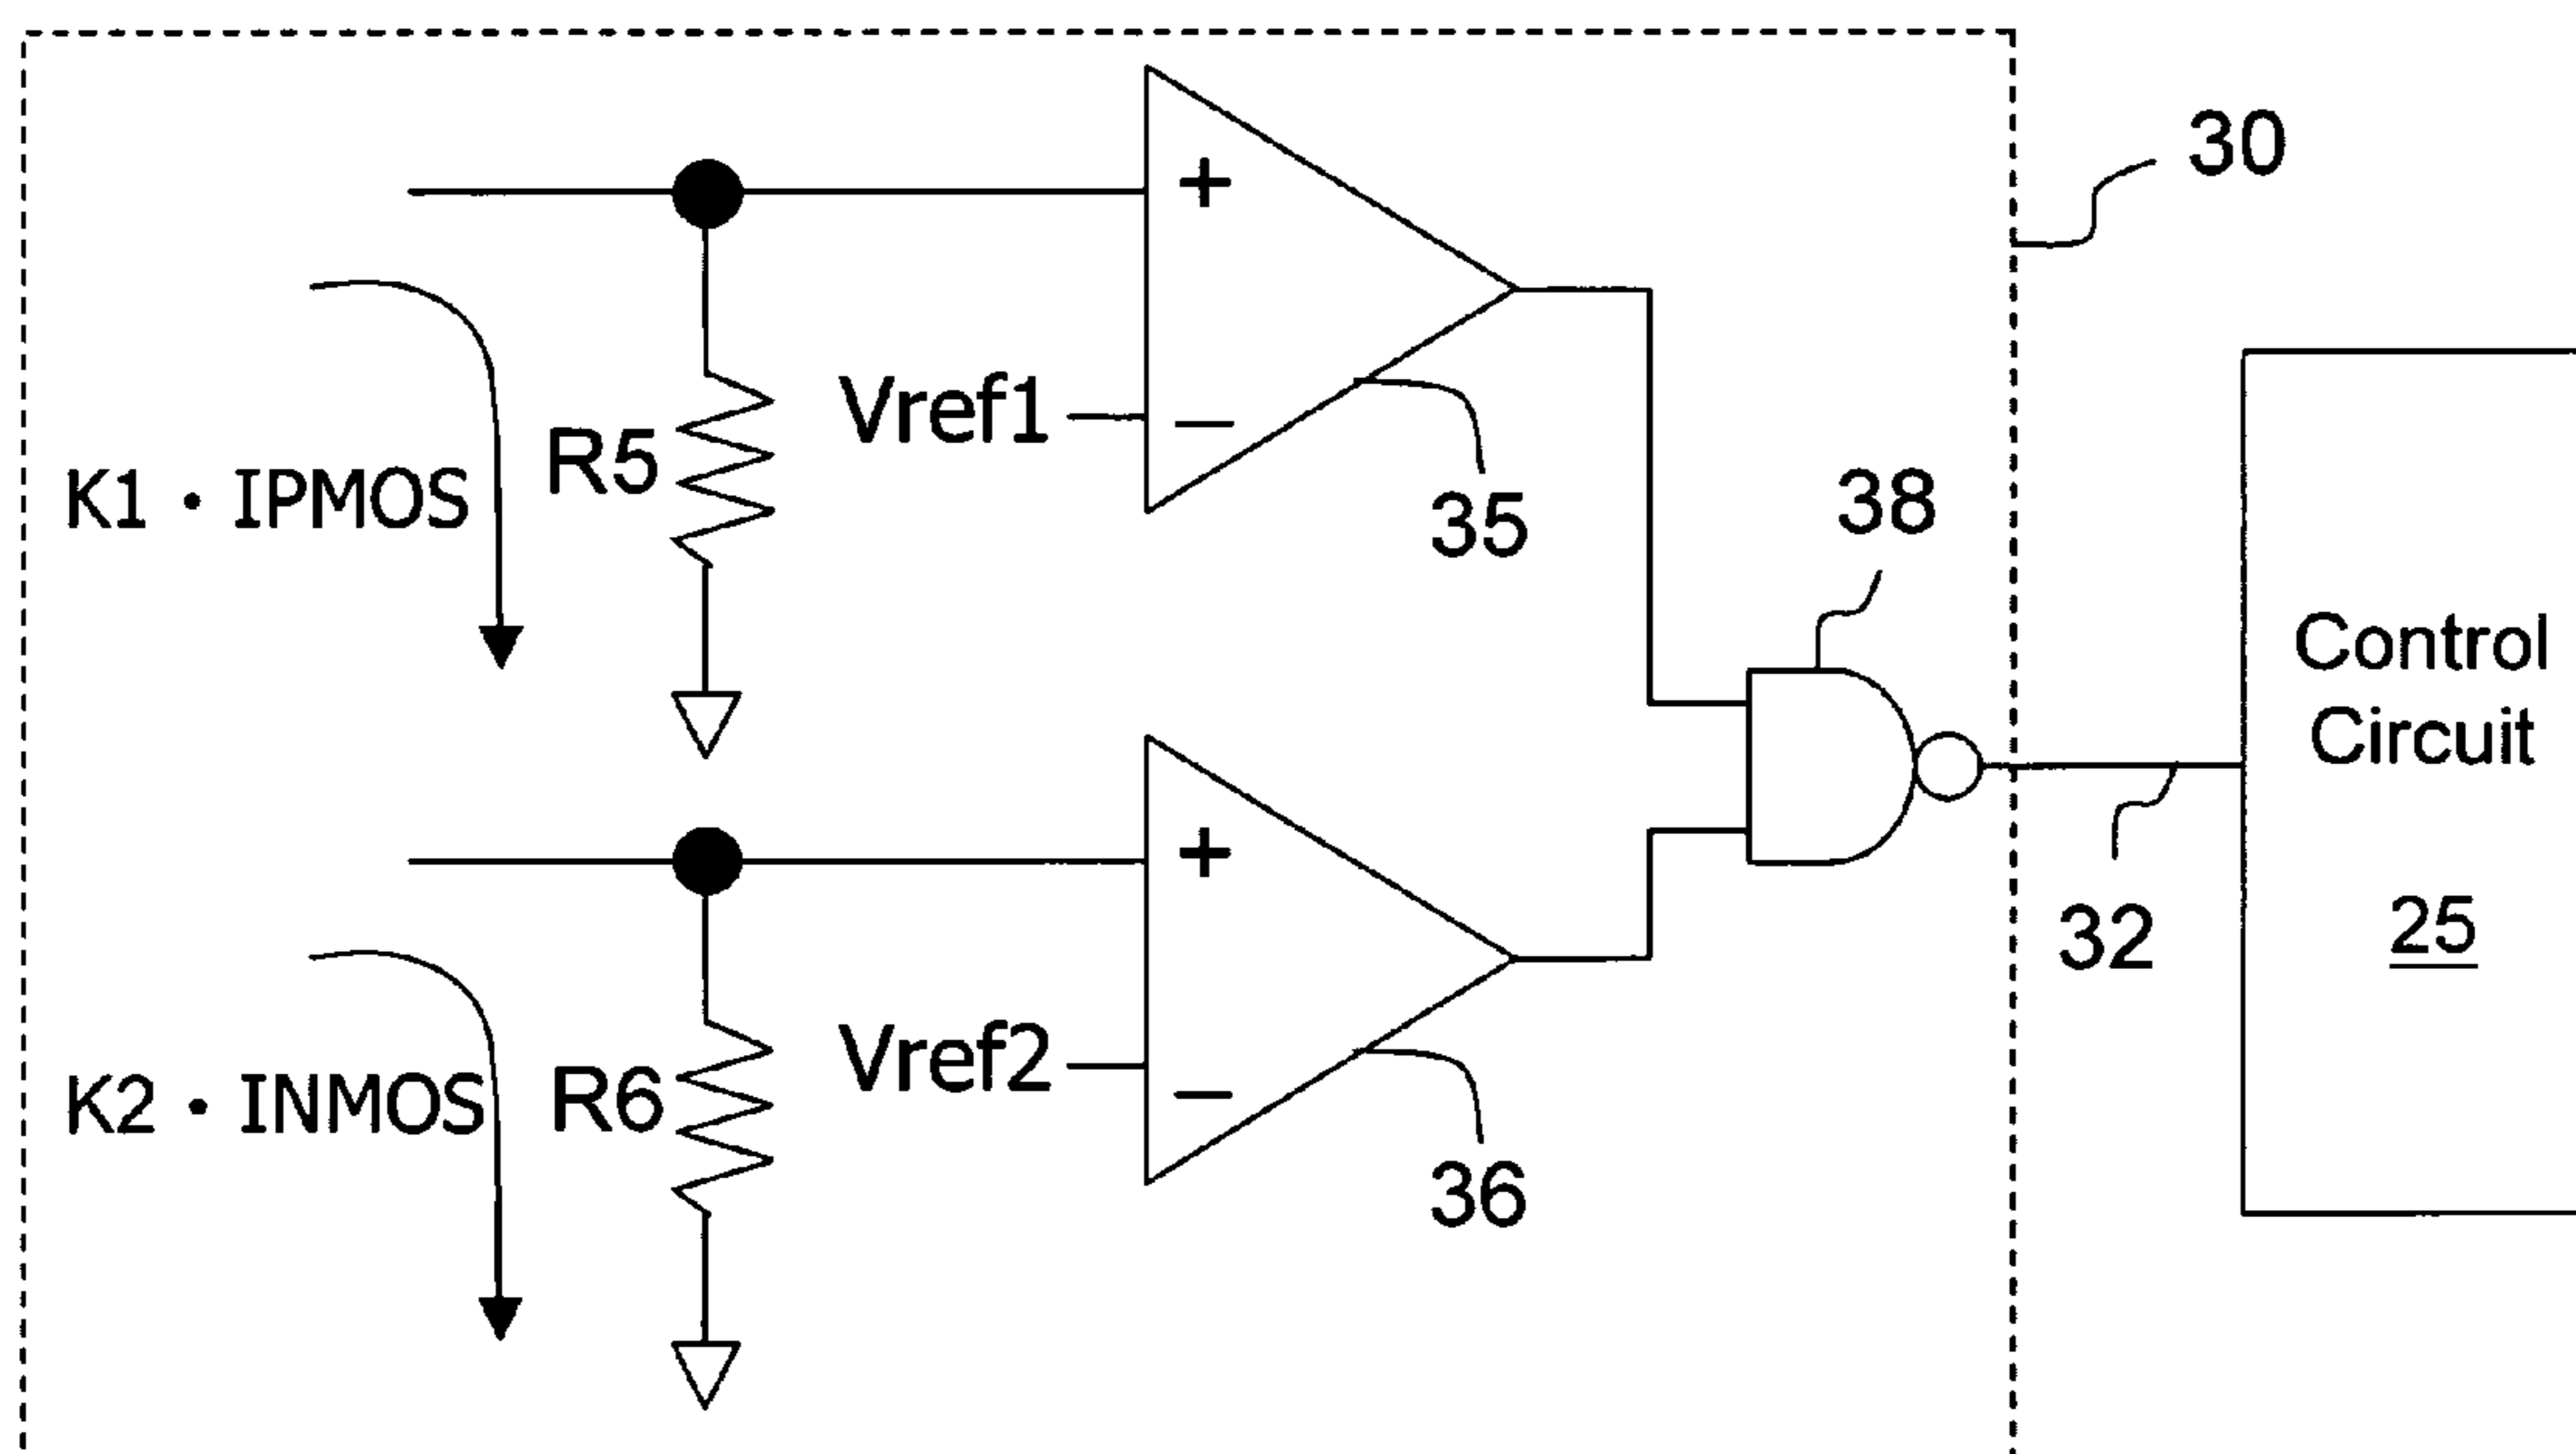 30
+
Vref1
−
R5
K1 · IPMOS
35
38
Control
Circuit
25
32
+
Vref2
−
R6
K2 · INMOS
36